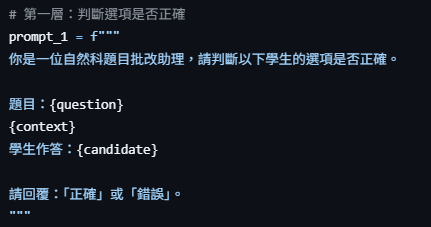 # 第一層：判斷選項是否正確
prompt_1 = f"""
你是一位自然科題目批改助理，請判斷以下學生的選項是否正確。
題目：{question}
{context}
學生作答：{candidate}
請回覆：「正確」或「錯誤」。
"""